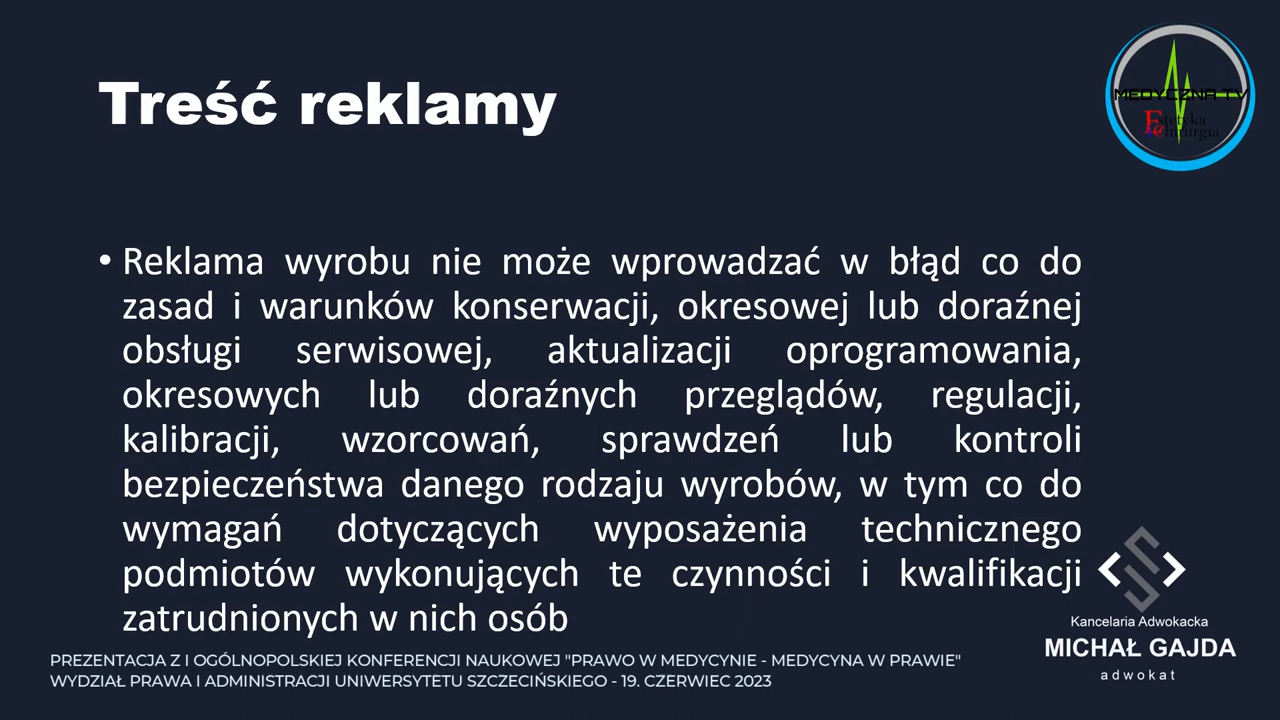 Treść reklamy
MEDYCZNA TV
Estetyka
Chirurgia
• Reklama wyrobu nie może wprowadzać w błąd co do
zasad i warunków konserwacji, okresowej lub doraźnej
obsługi serwisowej, aktualizacji oprogramowania,
okresowych lub doraźnych przeglądów, regulacji,
kalibracji, wzorcowań, sprawdzeń lub kontroli
bezpieczeństwa danego rodzaju wyrobów, w tym co do
wymagań dotyczących wyposażenia technicznego
podmiotów wykonujących te czynności i kwalifikacji
zatrudnionych w nich osób
Kancelaria Adwokacka
MICHAŁ GAJDA
adwokat
PREZENTACJA Z I OGÓLNOPOLSKIEJ KONFERENCJI NAUKOWEJ "PRAWO W MEDYCYNIE - MEDYCYNA W PRAWIE"
WYDZIAŁ PRAWA I ADMINISTRACJI UNIWERSYTETU SZCZECIŃSKIEGO - 19. CZERWIEC 2023